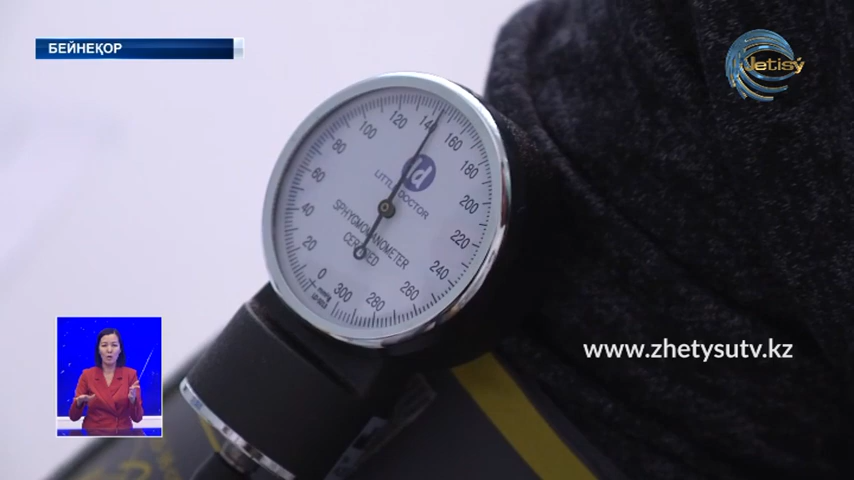 БЕЙНЕҚОР
Jetisý
120
140
100
160
80
180
60
200
40
220
20
240
0
260
300
280
ld
LITTLE DOCTOR
SPHYGMOMANOMETER
www.zhetysutv.kz